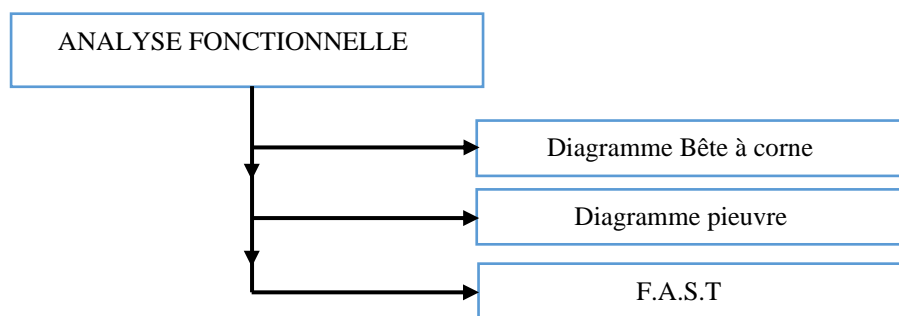 ANALYSE FONCTIONNELLE
Diagramme Bête à corne
Diagramme pieuvre
F.A.S.T